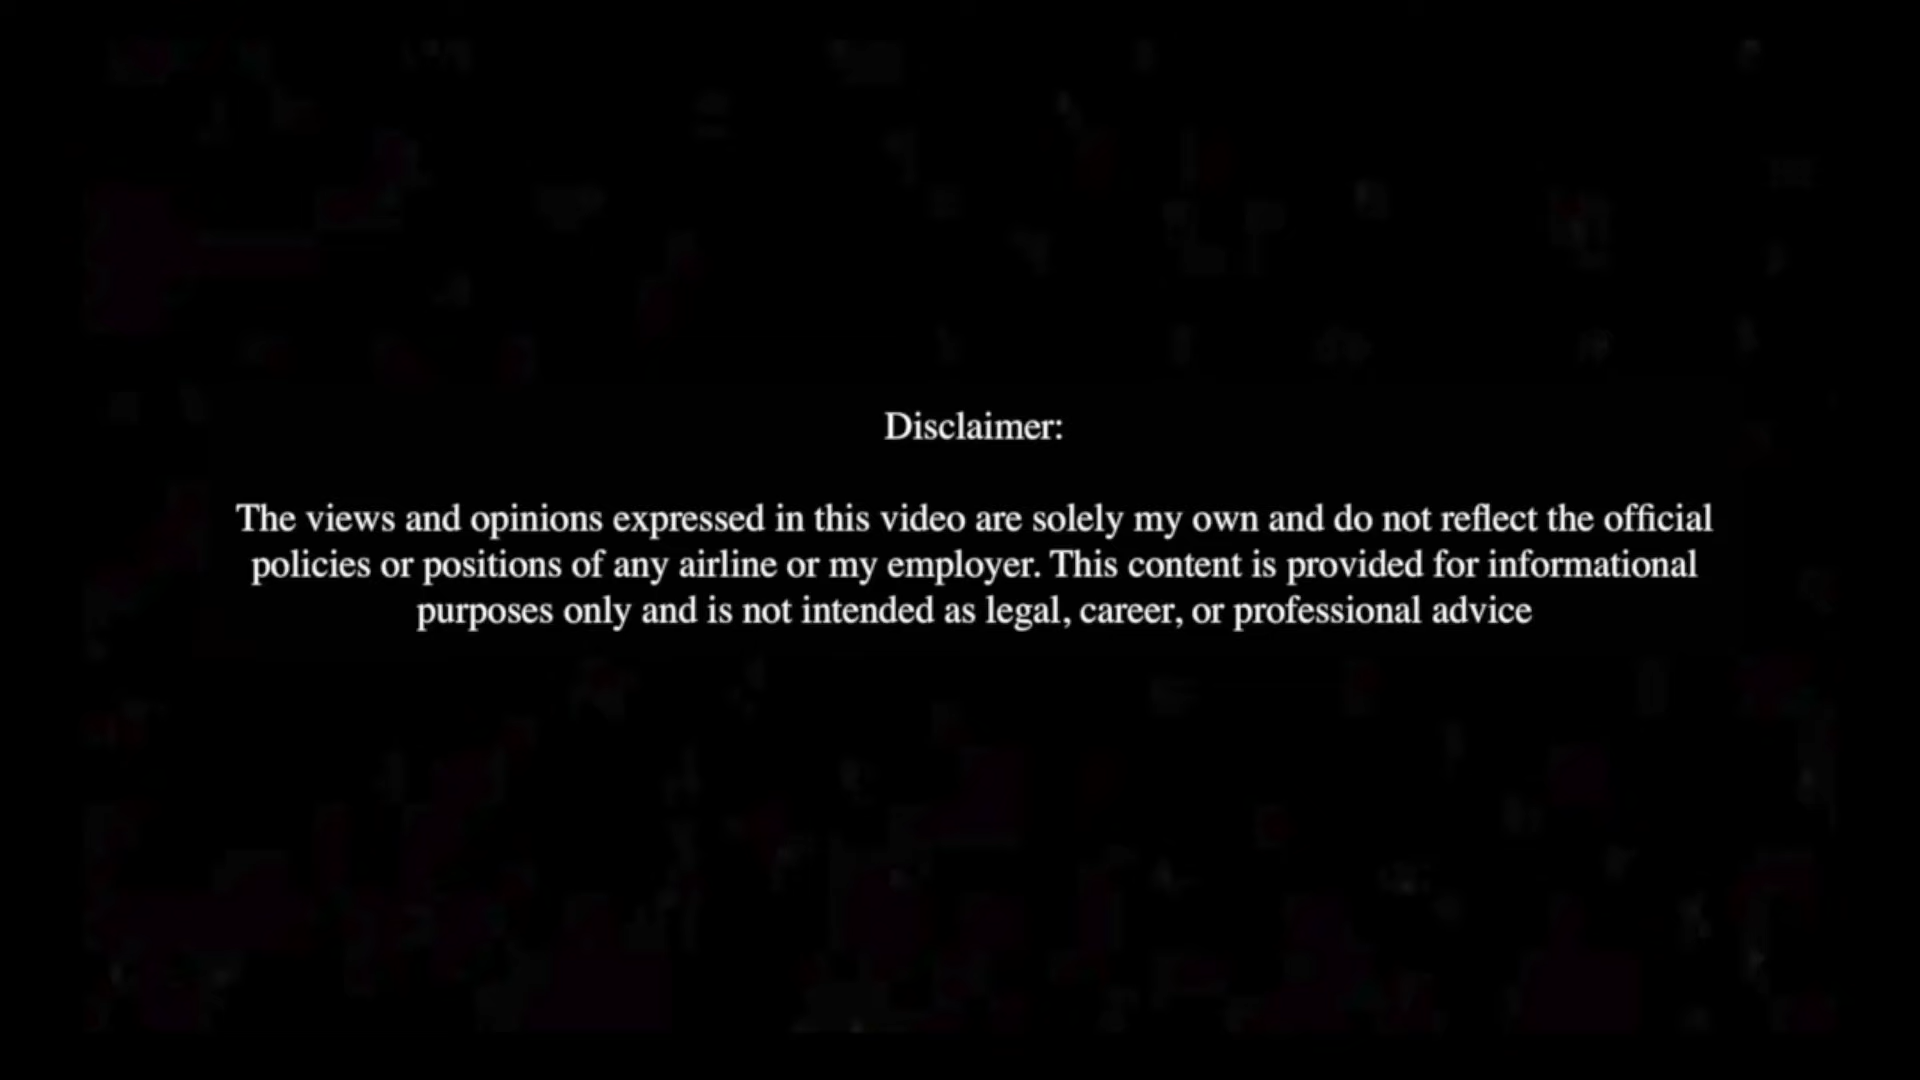 Disclaimer:
The views and opinions expressed in this video are solely my own and do not reflect the official
policies or positions of any airline or my employer. This content is provided for informational
purposes only and is not intended as legal, career, or professional advice